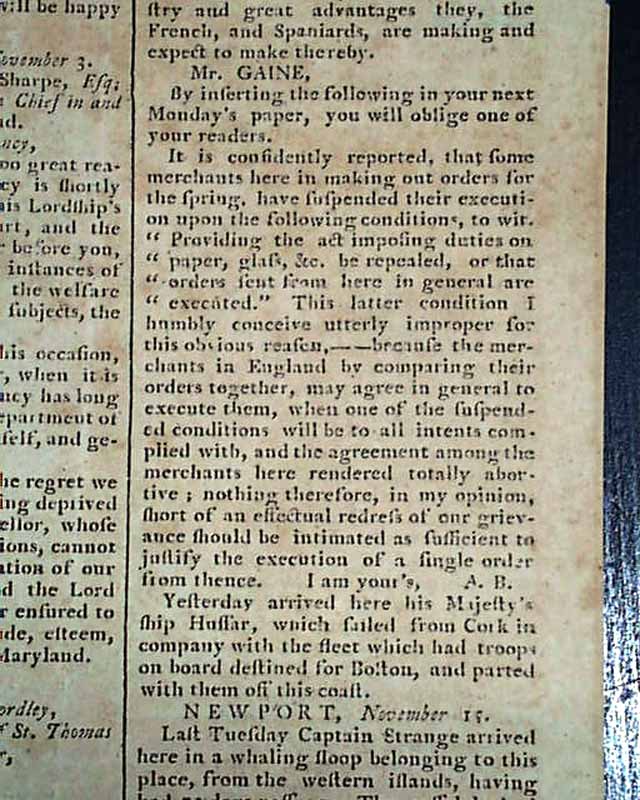 w:ll be happy
November 3.
Sharpe, Esq;
Chief in and
ad.
ncy,
oo great rea-
cy is ſhortly
his Lordſhip's
art, and the
before you,
inſtances of
the welfare
ſubjects, the
his occaſion,
, when it is
ncy has long
epartment of
ſelf, and ge-
he regret we
ing deprived
ellor, whoſe
ions, cannot
ation of our
d the Lord
r enſured to
ude, eſteem,
Maryland.
ordley,
f St. Thomas
ſtry and great advantages they, the
French, and Spaniards, are making and
expect to make thereby.
Mr. GAINE,
By inſerting the following in your next
Monday's paper, you will oblige one of
your readers.
It is confidently reported, that ſome
merchants here in making out orders for
the ſpring, have ſuſpended their executi-
on upon the following conditions, to wit.
“ Providing the act impoſing duties on
“ paper, glaſs, &c. be repealed, or that
“ orders ſent from here in general are
“ executed.” This latter condition I
humbly conceive utterly improper for
this obvious reaſon,——becauſe the mer-
chants in England by comparing their
orders together, may agree in general to
execute them, when one of the ſuſpend-
ed conditions will be to all intents com-
plied with, and the agreement among the
merchants here rendered totally abor-
tive ; nothing therefore, in my opinion,
ſhort of an effectual redreſs of our griev-
ance ſhould be intimated as ſufficient to
juſtify the execution of a ſingle order
from thence. I am your's, A. B.
Yeſterday arrived here his Majeſty's
ſhip Huſſar, which ſailed from Cork in
company with the fleet which had troops
on board deſtined for Boſton, and parted
with them off this coaſt.
NEWPORT, November 15.
Laſt Tueſday Captain Strange arrived
here in a whaling ſloop belonging to this
place, from the weſtern iſlands, having